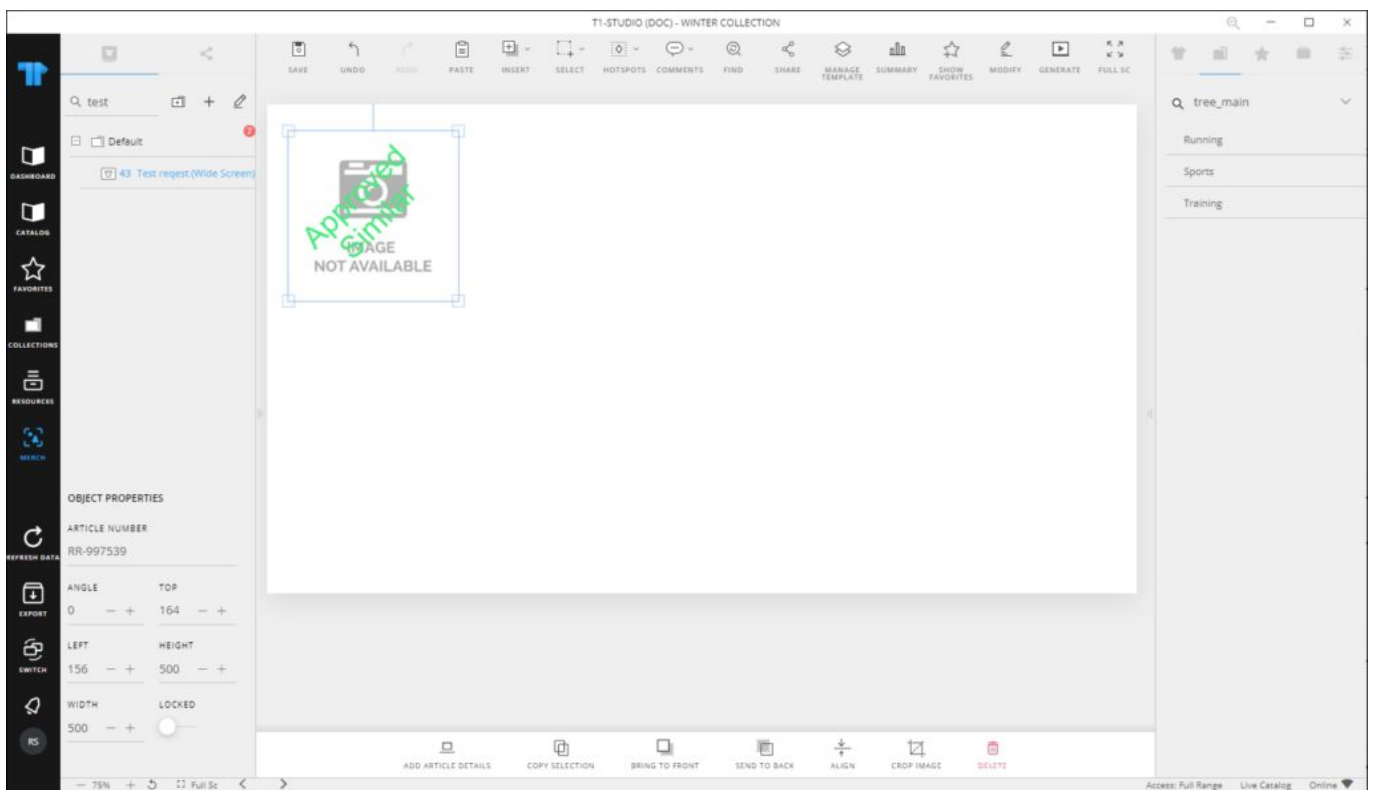 T1-STUDIO (DOC) - WINTER COLLECTION
SAVE
UNDO
REDO
PASTE
INSERT
SELECT
HOTSPOTS
COMMENTS
FIND
SHARE
MANAGE TEMPLATE
SUMMARY
SHOW FAVORITES
MODIFY
GENERATE
FULL SC
DASHBOARD
CATALOG
FAVORITES
COLLECTIONS
RESOURCES
MERCH
REFRESH DATA
EXPORT
SWITCH
RS
test
Default
43 Test reqest (Wide Screen)
Approved
Similar
IMAGE
NOT AVAILABLE
tree_main
Running
Sports
Training
OBJECT PROPERTIES
ARTICLE NUMBER
RR-997539
ANGLE TOP
0 − + 164 − +
LEFT HEIGHT
156 − + 500 − +
WIDTH LOCKED
500 − +
ADD ARTICLE DETAILS
COPY SELECTION
BRING TO FRONT
SEND TO BACK
ALIGN
CROP IMAGE
DELETE
− 75% + Full Sc
Access: Full Range Live Catalog Online